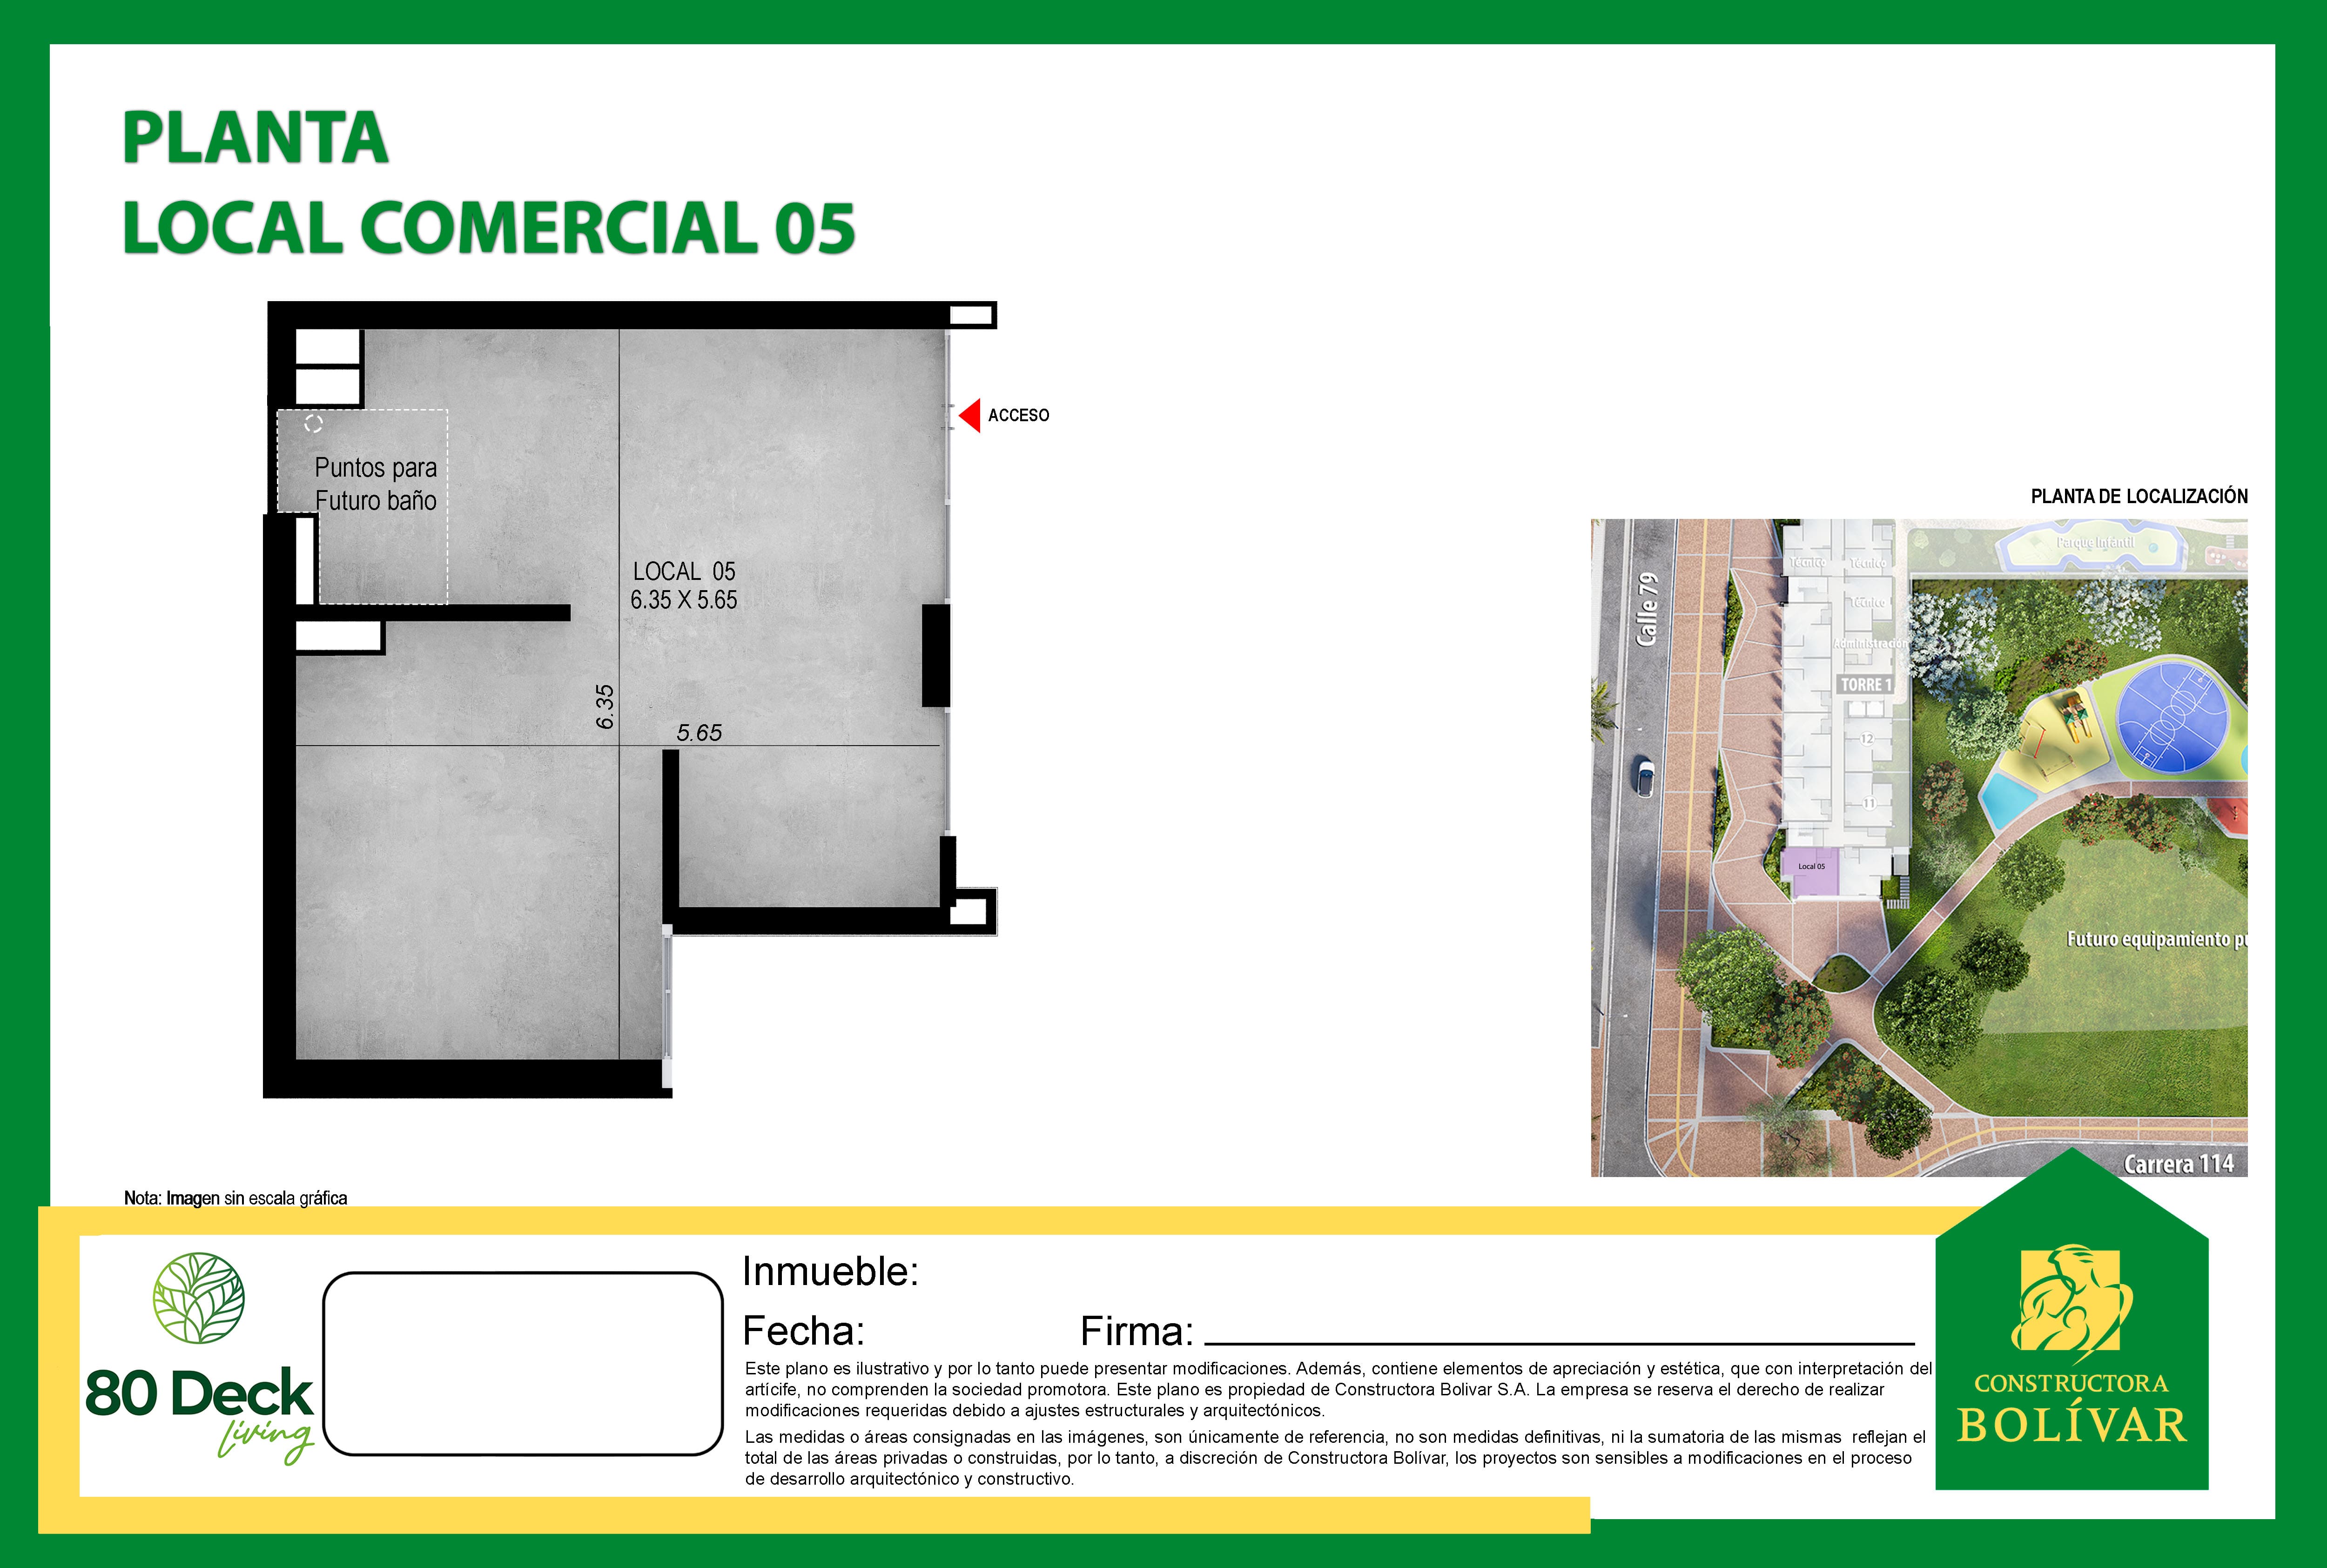 PLANTA
LOCAL COMERCIAL 05
ACCESO
Puntos para
Futuro baño
LOCAL 05
6.35 X 5.65
6.35
5.65
PLANTA DE LOCALIZACIÓN
Parque Infantil
Calle 79
Técnico
Técnico
Técnico
Administración
TORRE 1
12
11
Local 05
Futuro equipamiento pu
Carrera 114
Nota: Imagen sin escala gráfica
80 Deck
living
Inmueble:
Fecha:
Firma:
Este plano es ilustrativo y por lo tanto puede presentar modificaciones. Además, contiene elementos de apreciación y estética, que con interpretación del
artícife, no comprenden la sociedad promotora. Este plano es propiedad de Constructora Bolivar S.A. La empresa se reserva el derecho de realizar
modificaciones requeridas debido a ajustes estructurales y arquitectónicos.
Las medidas o áreas consignadas en las imágenes, son únicamente de referencia, no son medidas definitivas, ni la sumatoria de las mismas reflejan el
total de las áreas privadas o construidas, por lo tanto, a discreción de Constructora Bolívar, los proyectos son sensibles a modificaciones en el proceso
de desarrollo arquitectónico y constructivo.
CONSTRUCTORA
BOLÍVAR